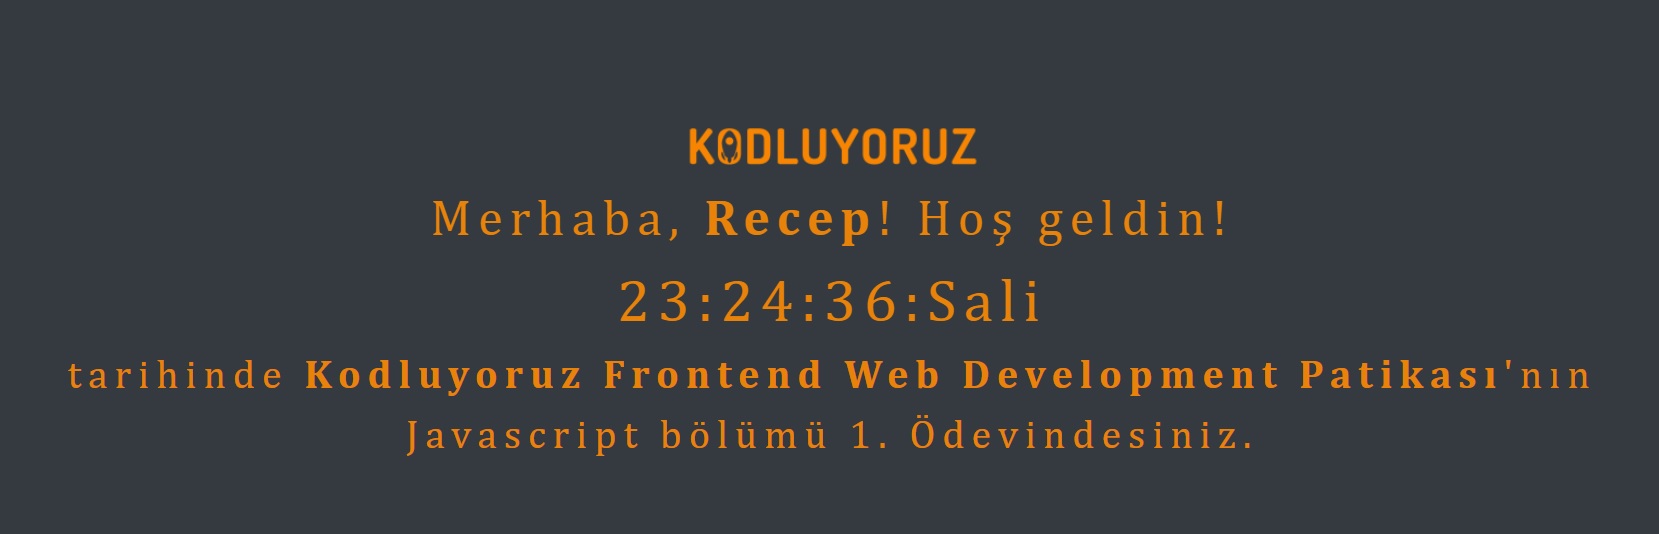 KODLUYORUZ
Merhaba, Recep! Hoş geldin!
23:24:36:Sali
tarihinde Kodluyoruz Frontend Web Development Patikası'nın
Javascript bölümü 1. Ödevindesiniz.